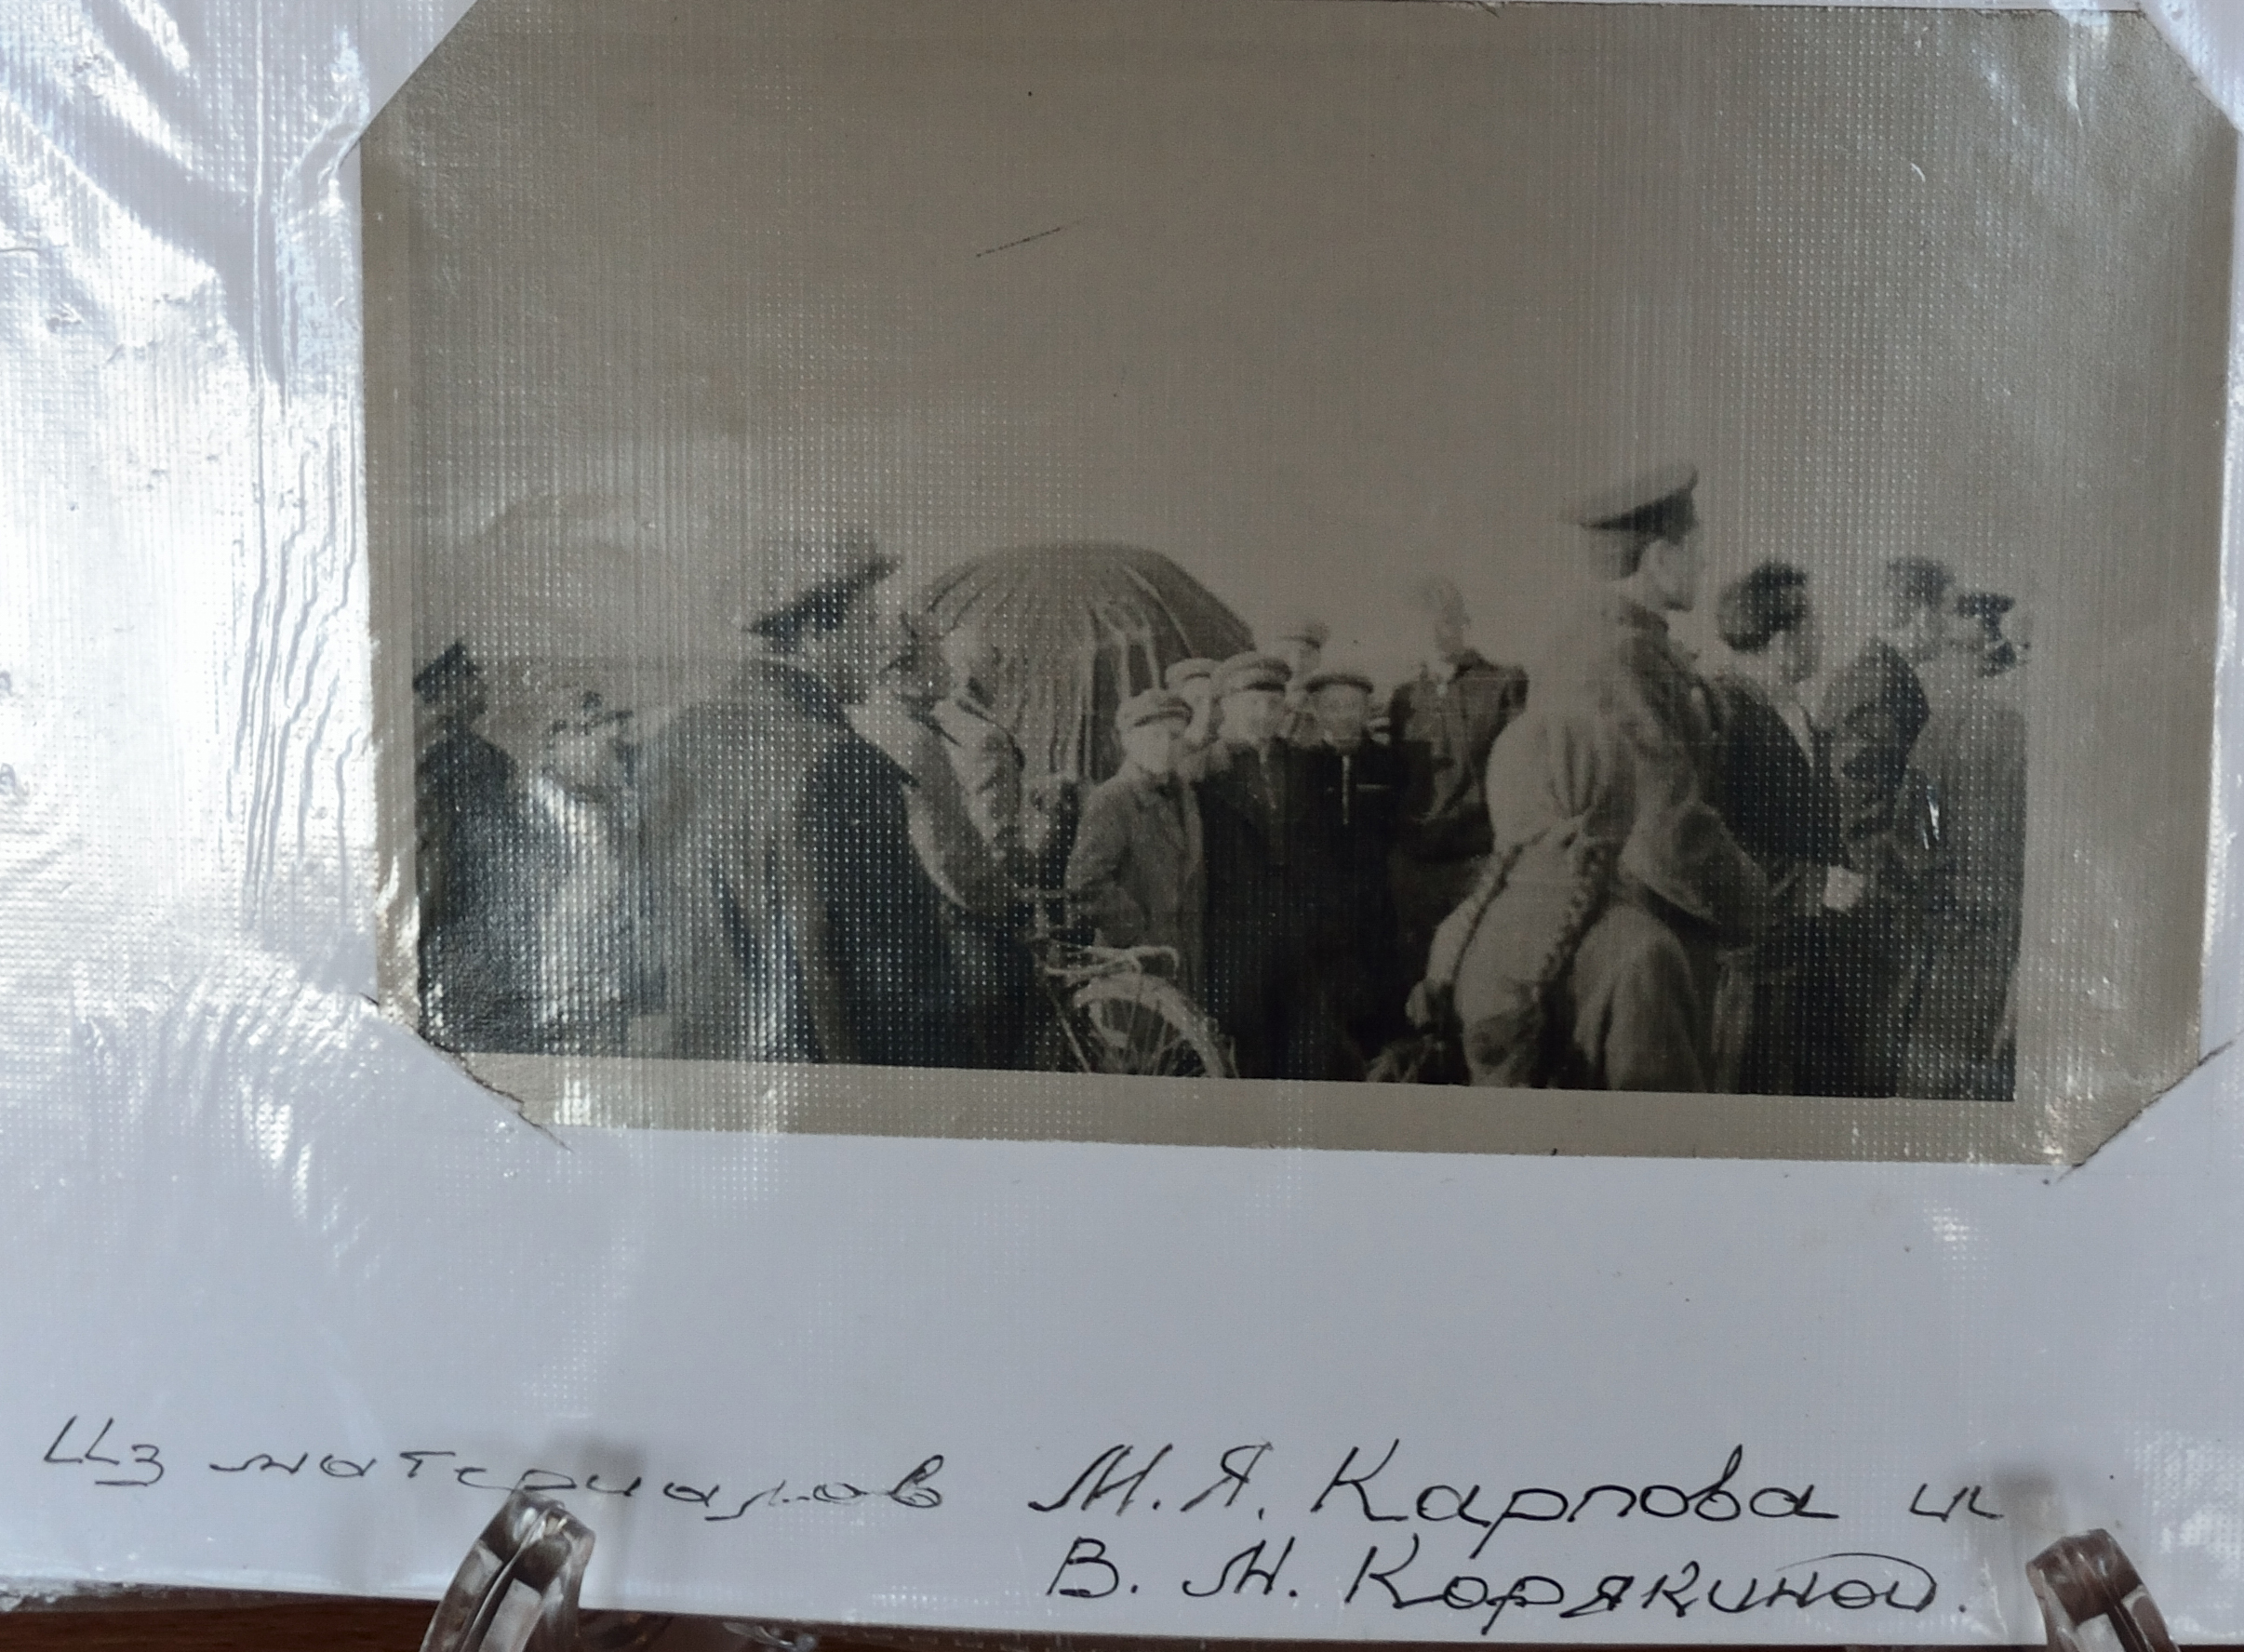 Из материалов М. Я. Карпова и
В. М. Корякиной.